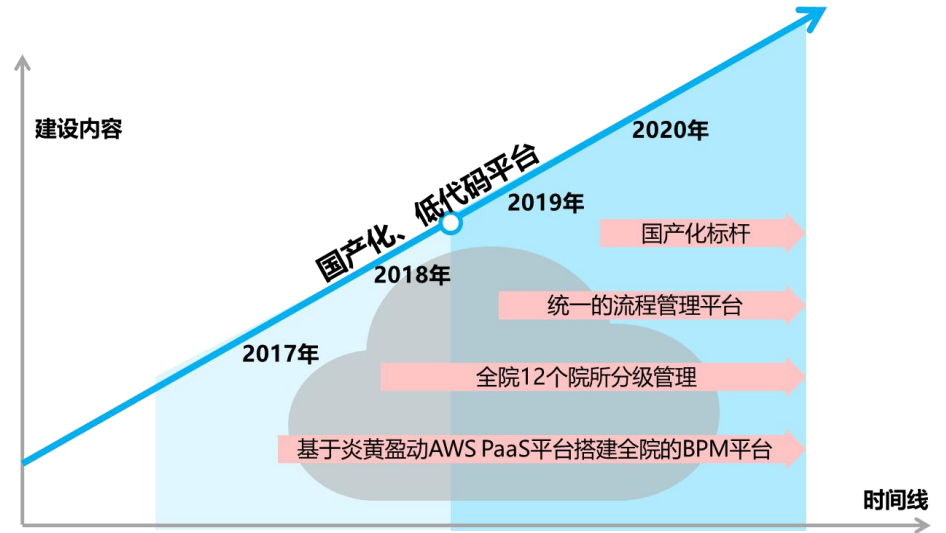 建设内容
国产化、低代码平台
2020年
2019年
2018年
2017年
国产化标杆
统一的流程管理平台
全院12个院所分级管理
基于炎黄盈动AWS PaaS平台搭建全院的BPM平台
时间线